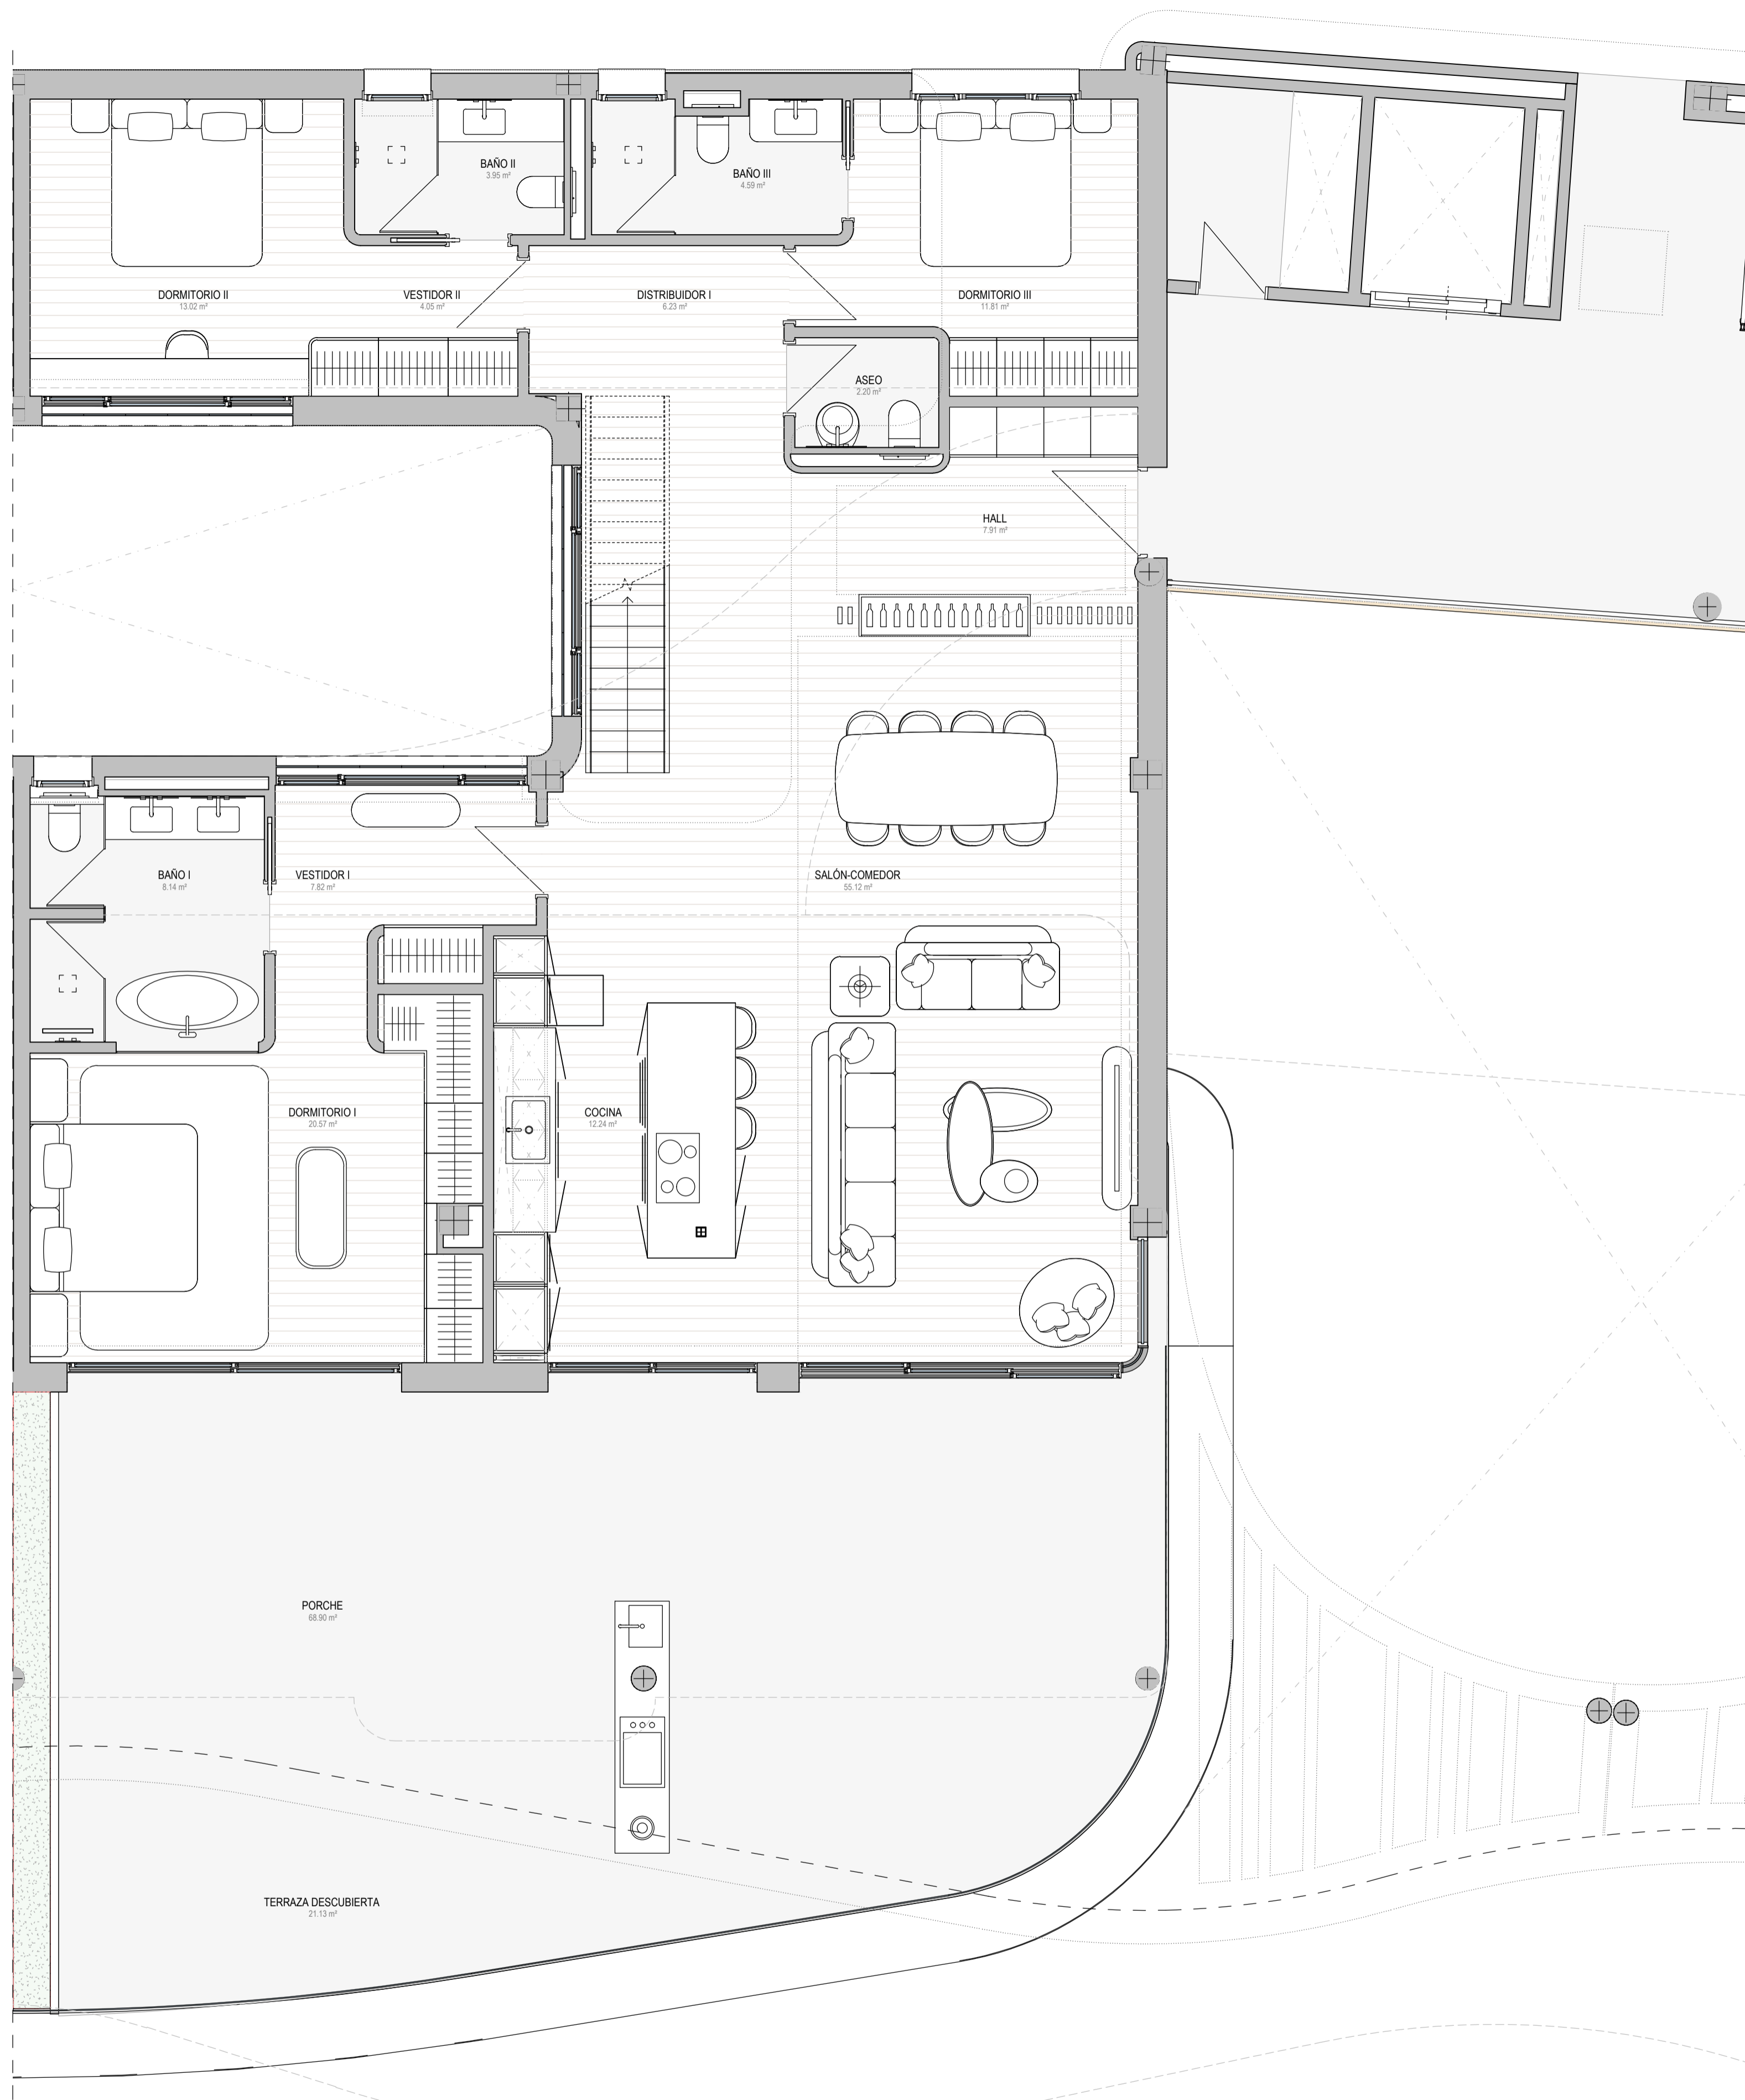 BAÑO II
3.95 m²
BAÑO III
4.59 m²
DORMITORIO II
13.02 m²
VESTIDOR II
4.05 m²
DISTRIBUIDOR I
6.23 m²
DORMITORIO III
11.81 m²
ASEO
2.20 m²
HALL
7.91 m²
BAÑO I
8.14 m²
VESTIDOR I
7.82 m²
SALÓN-COMEDOR
55.12 m²
DORMITORIO I
20.57 m²
COCINA
12.24 m²
PORCHE
68.90 m²
TERRAZA DESCUBIERTA
21.13 m²